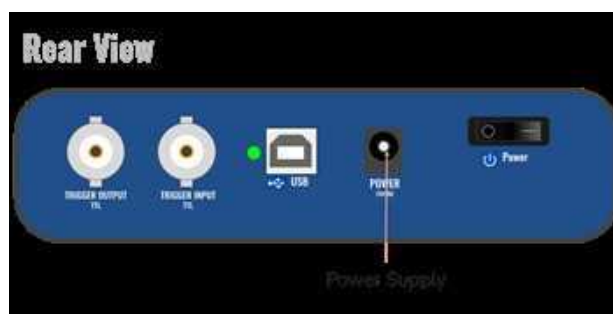 Rear View
TRIGGER OUTPUT
TTL
TRIGGER INPUT
TTL
USB
POWER
Power
Power Supply